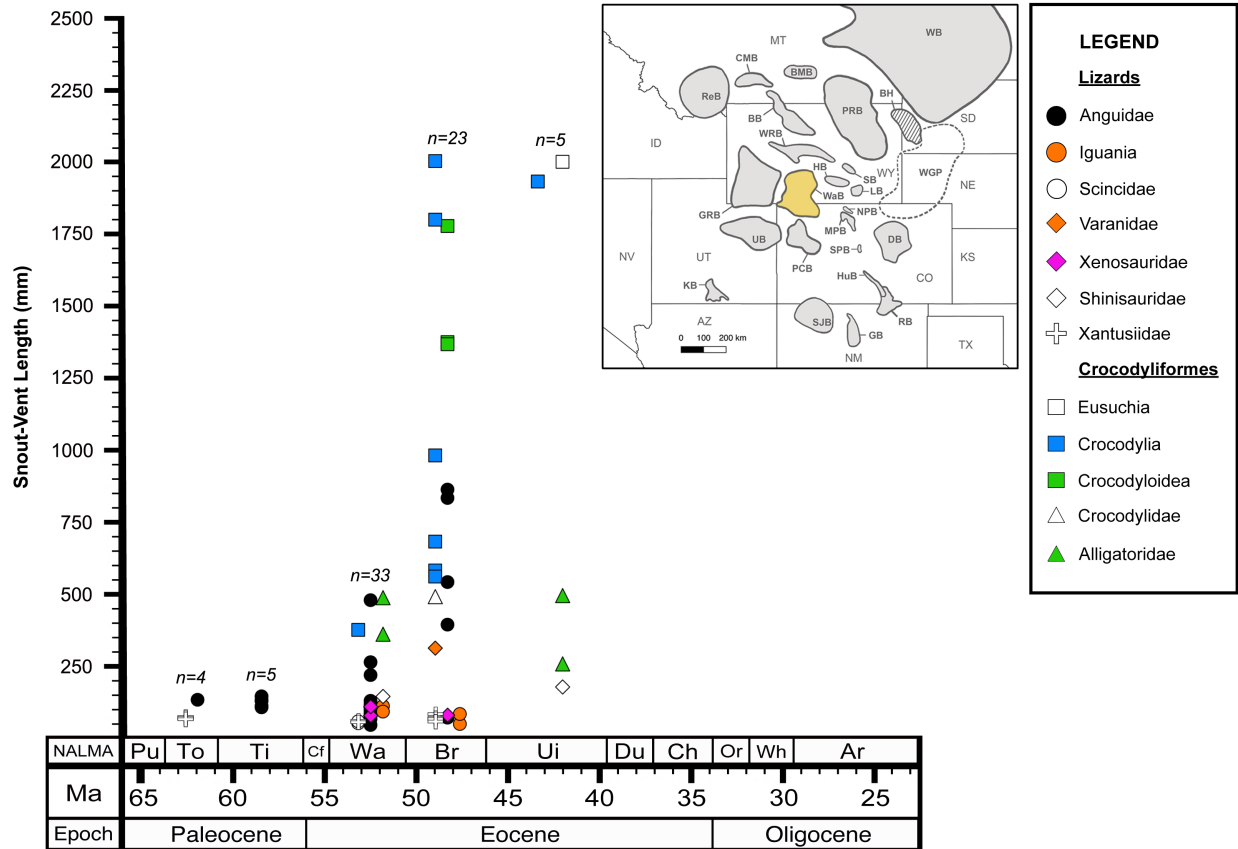 Snout-Vent Length (mm)
2500
2250
2000
1750
1500
1250
1000
750
500
250
n=4
n=5
n=33
n=23
n=5
NALMA Pu To Ti Cf Wa Br Ui Du Ch Or Wh Ar
Ma 65 60 55 50 45 40 35 30 25
Epoch Paleocene Eocene Oligocene
MT
WB
CMB
BMB
ReB
BH
PRB
BB
SD
WRB
ID
HB
SB
WY
WGP
NE
LB
WaB
GRB
NPB
MPB
UB
SPB
DB
NV
UT
PCB
KS
HuB
CO
KB
AZ
SJB
RB
GB
0 100 200 km
NM
TX
LEGEND
Lizards
Anguidae
Iguania
Scincidae
Varanidae
Xenosauridae
Shinisauridae
Xantusiidae
Crocodyliformes
Eusuchia
Crocodylia
Crocodyloidea
Crocodylidae
Alligatoridae